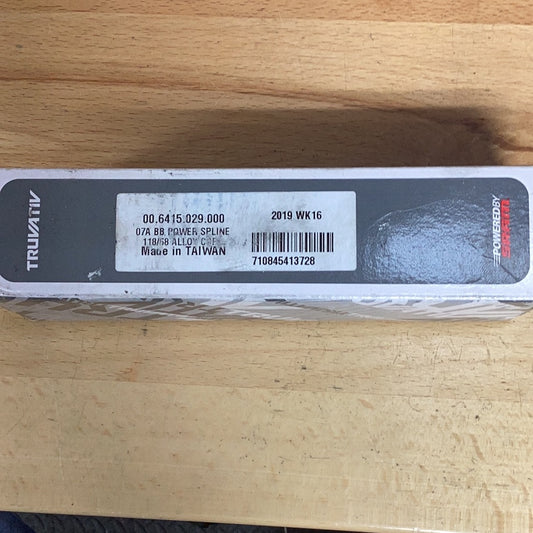 TRUVATIV
00.6415.029.000
2019 WK16
07A BB POWER SPLINE
118/68 ALLOY
Made in TAIWAN
710845413728
POWERED BY